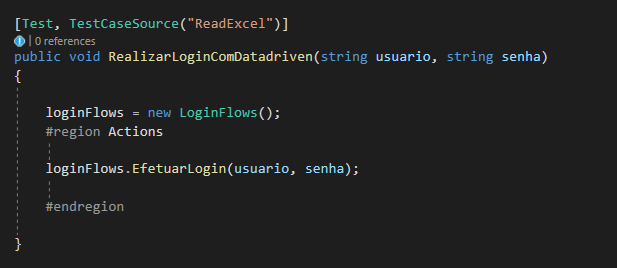 [Test, TestCaseSource("ReadExcel")]
| 0 references
public void RealizarLoginComDatadriven(string usuario, string senha)
{
loginFlows = new LoginFlows();
#region Actions
loginFlows.EfetuarLogin(usuario, senha);
#endregion
}